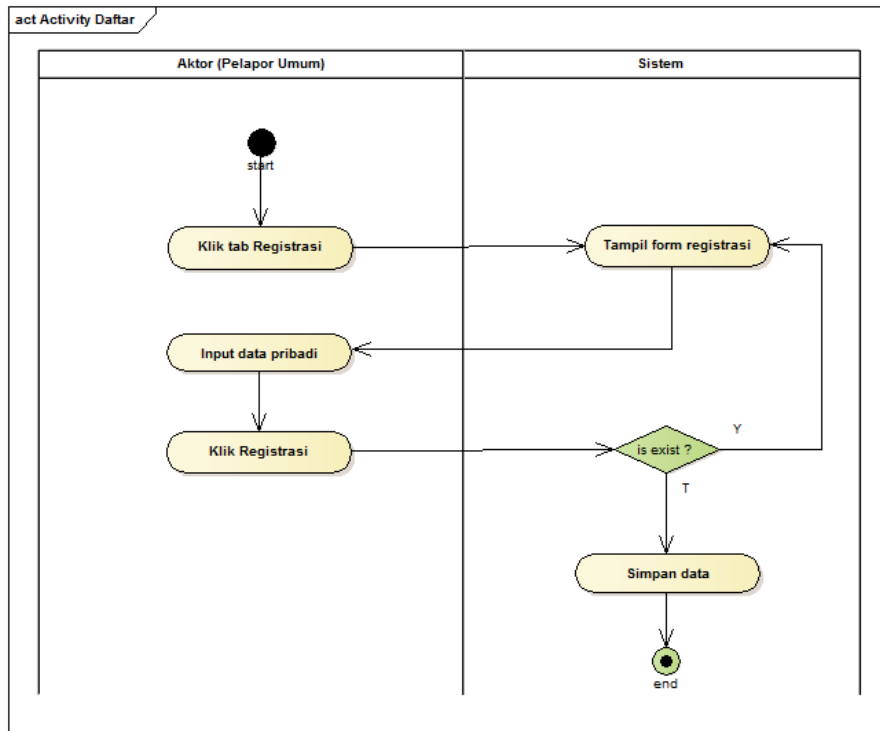 act Activity Daftar
Aktor (Pelapor Umum)
Sistem
start
Klik tab Registrasi
Tampil form registrasi
Input data pribadi
Klik Registrasi
is exist ?
Y
T
Simpan data
end